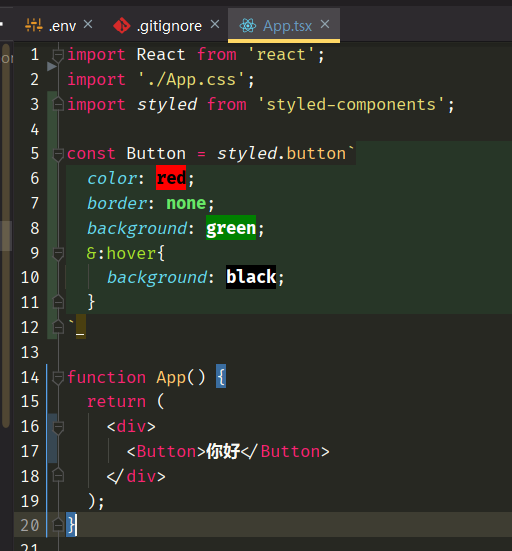 .env × .gitignore × App.tsx ×
1 import React from 'react';
2 import './App.css';
3 import styled from 'styled-components';
4
5 const Button = styled.button`
6 color: red;
7 border: none;
8 background: green;
9 &:hover{
10 background: black;
11 }
12 `
13
14 function App() {
15 return (
16 <div>
17 <Button>你好</Button>
18 </div>
19 );
20 }
21